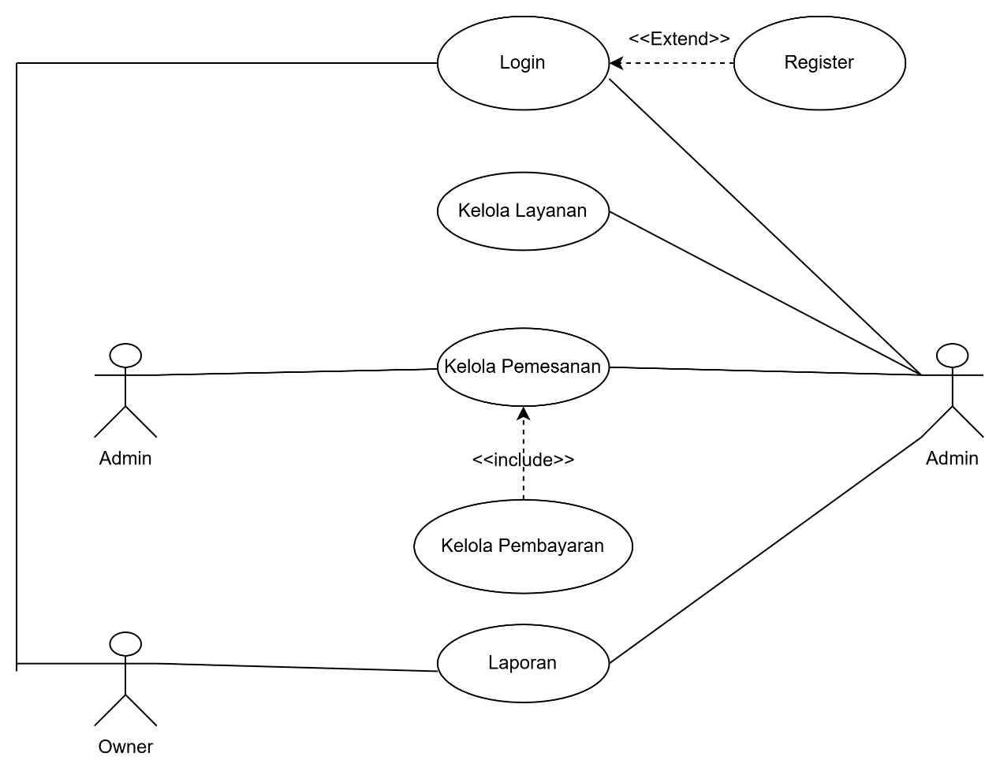 <<Extend>>
Login
Register
Kelola Layanan
Kelola Pemesanan
Admin
<<include>>
Admin
Kelola Pembayaran
Laporan
Owner